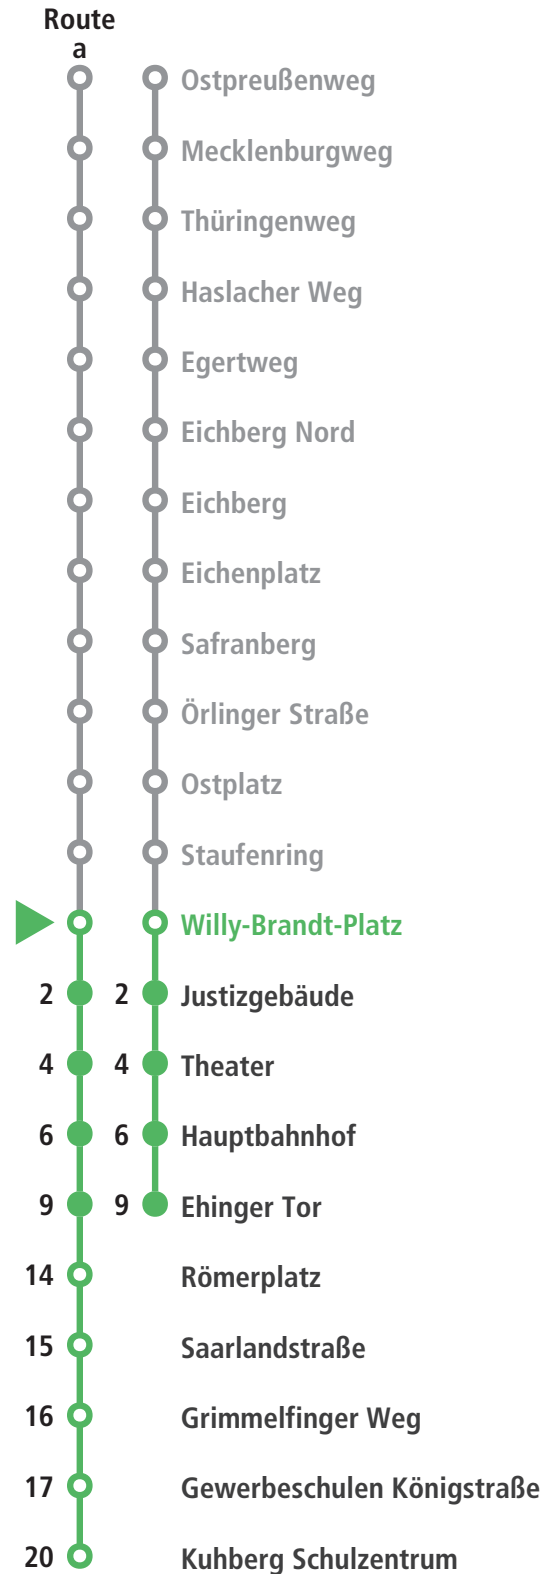 Route
a
Ostpreußenweg
Mecklenburgweg
Thüringenweg
Haslacher Weg
Egertweg
Eichberg Nord
Eichberg
Eichenplatz
Safranberg
Örlinger Straße
Ostplatz
Staufenring
Willy-Brandt-Platz
2 2 Justizgebäude
4 4 Theater
6 6 Hauptbahnhof
9 9 Ehinger Tor
14 Römerplatz
15 Saarlandstraße
16 Grimmelfinger Weg
17 Gewerbeschulen Königstraße
20 Kuhberg Schulzentrum